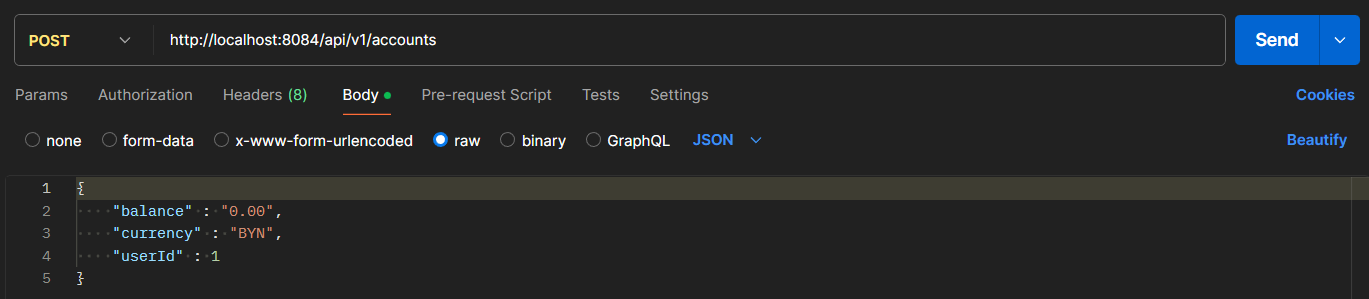 POST http://localhost:8084/api/v1/accounts Send
Params Authorization Headers (8) Body Pre-request Script Tests Settings Cookies
none form-data x-www-form-urlencoded raw binary GraphQL JSON Beautify
1 {
2 "balance" : "0.00",
3 "currency" : "BYN",
4 "userId" : 1
5 }